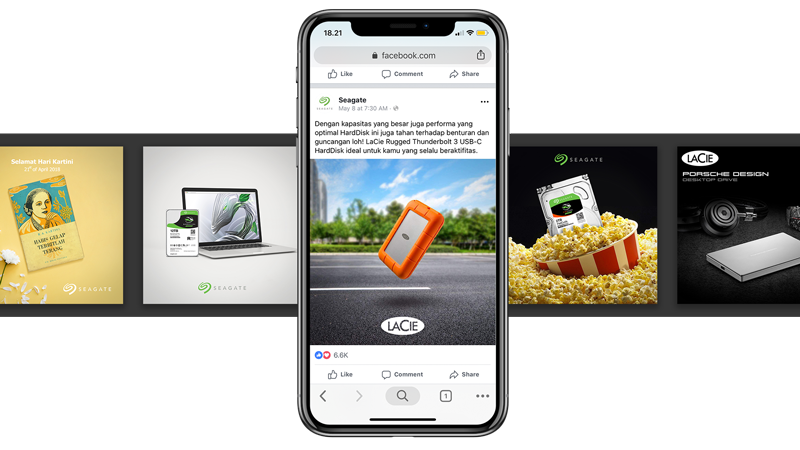 18.21
facebook.com
Like Comment Share
Seagate
May 8 at 7:30 AM
Dengan kapasitas yang besar juga performa yang
optimal HardDisk ini juga tahan terhadap benturan dan
guncangan loh! LaCie Rugged Thunderbolt 3 USB-C
HardDisk ideal untuk kamu yang selalu beraktifitas.
LACIE
6.6K
Like Comment Share
1
Selamat Hari Kartini
21st of April 2019
HABIS GELAP
TERBITLAH
TERANG
SEAGATE
SEAGATE
SEAGATE
LACIE
PORSCHE DESIGN
DESKTOP DRIVE